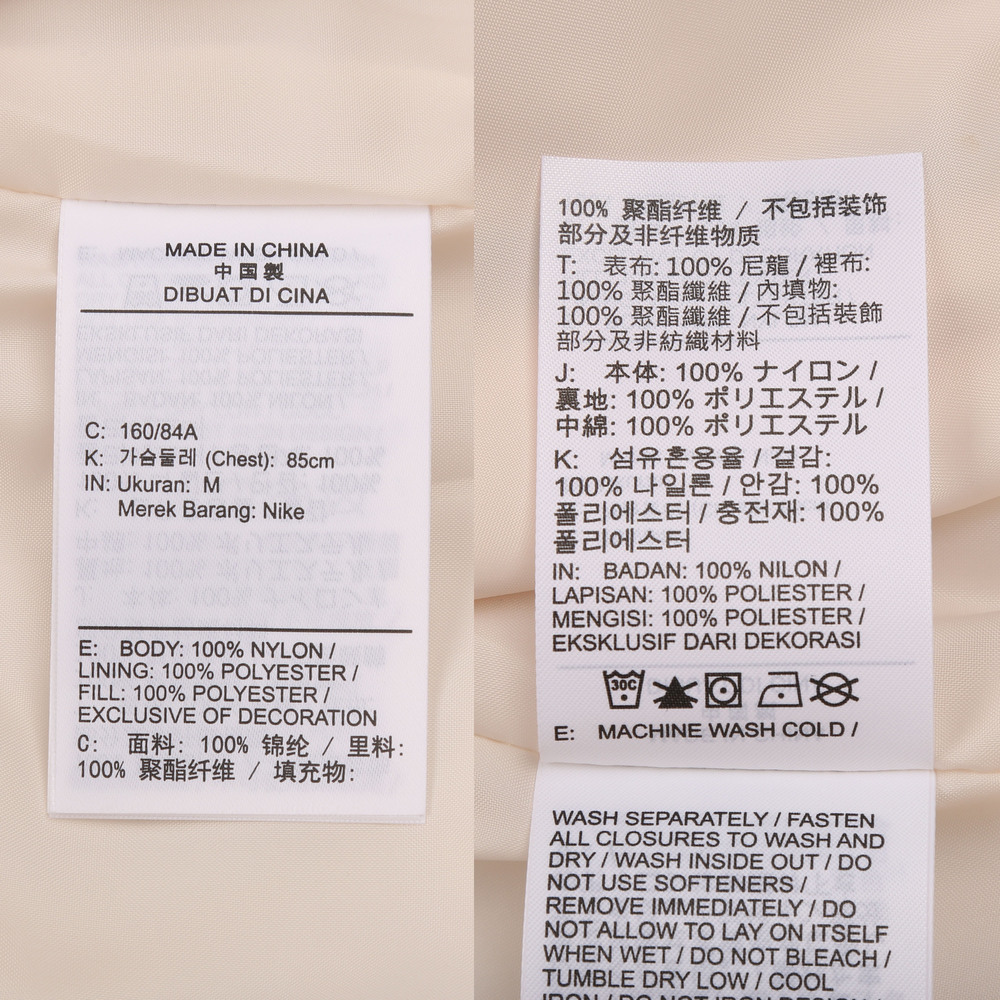 MADE IN CHINA
中国製
DIBUAT DI CINA
C: 160/84A
K: 가슴둘레 (Chest): 85cm
IN: Ukuran: M
Merek Barang: Nike
E: BODY: 100% NYLON /
LINING: 100% POLYESTER /
FILL: 100% POLYESTER /
EXCLUSIVE OF DECORATION
C: 面料: 100% 锦纶 / 里料:
100% 聚酯纤维 / 填充物:
100% 聚酯纤维 / 不包括装饰
部分及非纤维物质
T: 表布: 100% 尼龍 / 裡布:
100% 聚酯纖維 / 內填物:
100% 聚酯纖維 / 不包括裝飾
部分及非紡織材料
J: 本体: 100% ナイロン /
裏地: 100% ポリエステル /
中綿: 100% ポリエステル
K: 섬유혼용율 / 겉감:
100% 나일론 / 안감: 100%
폴리에스터 / 충전재: 100%
폴리에스터
IN: BADAN: 100% NILON /
LAPISAN: 100% POLIESTER /
MENGISI: 100% POLIESTER /
EKSKLUSIF DARI DEKORASI
30C
E: MACHINE WASH COLD /
WASH SEPARATELY / FASTEN
ALL CLOSURES TO WASH AND
DRY / WASH INSIDE OUT / DO
NOT USE SOFTENERS /
REMOVE IMMEDIATELY / DO
NOT ALLOW TO LAY ON ITSELF
WHEN WET / DO NOT BLEACH /
TUMBLE DRY LOW / COOL
IRON / DO NOT IRON DESIGN